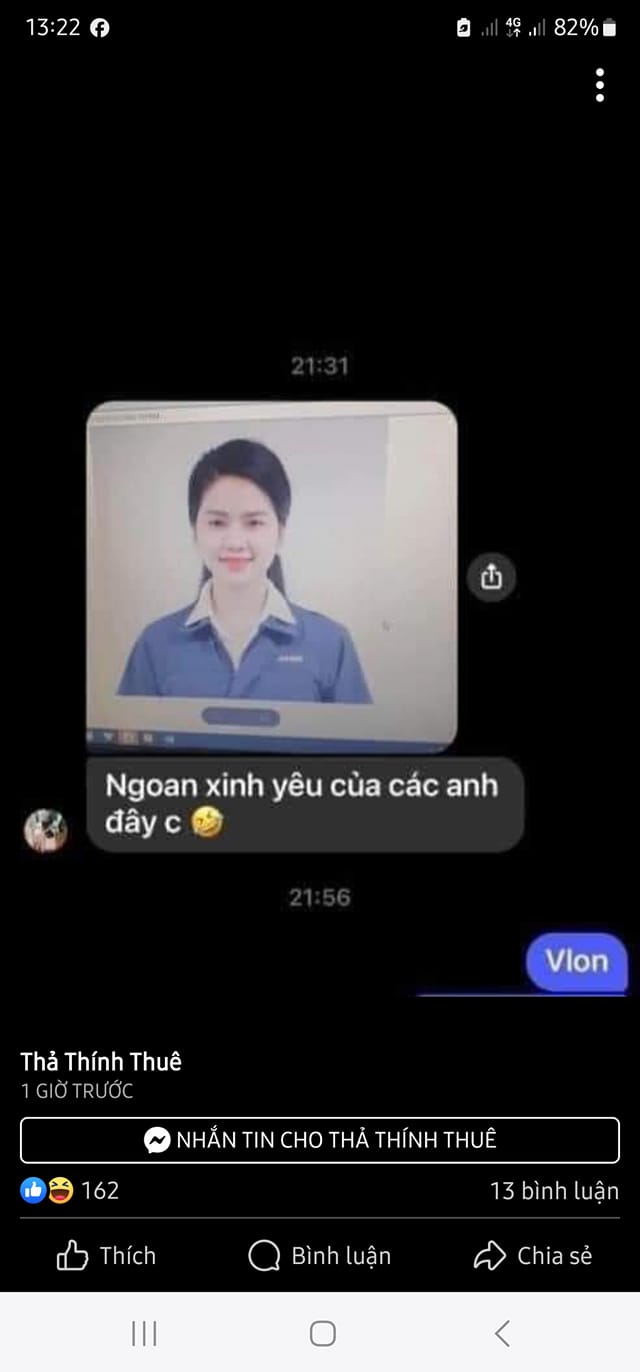 13:22
4G
82%
21:31
Ngoan xinh yêu của các anh
đây c 🤣
21:56
Vlon
Thả Thính Thuê
1 GIỜ TRƯỚC
NHẮN TIN CHO THẢ THÍNH THUÊ
162
13 bình luận
Thích
Bình luận
Chia sẻ